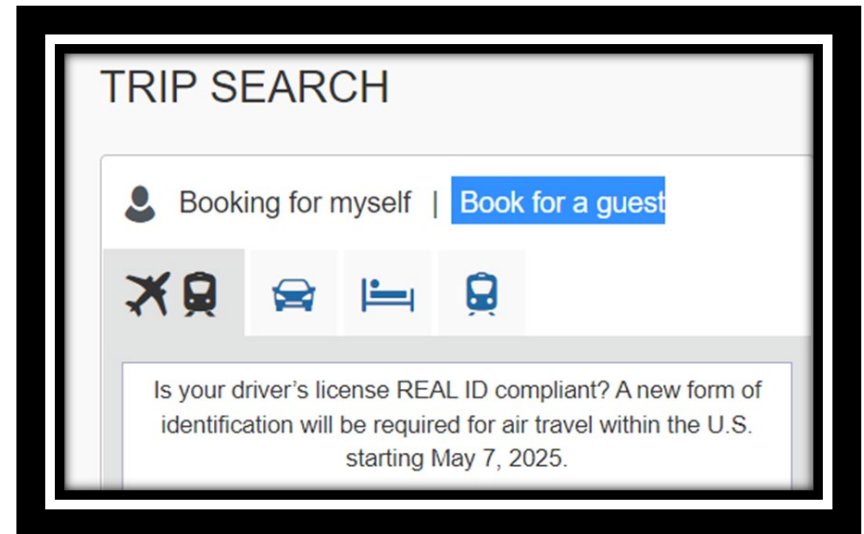 TRIP SEARCH
Booking for myself | Book for a guest
Is your driver’s license REAL ID compliant? A new form of
identification will be required for air travel within the U.S.
starting May 7, 2025.